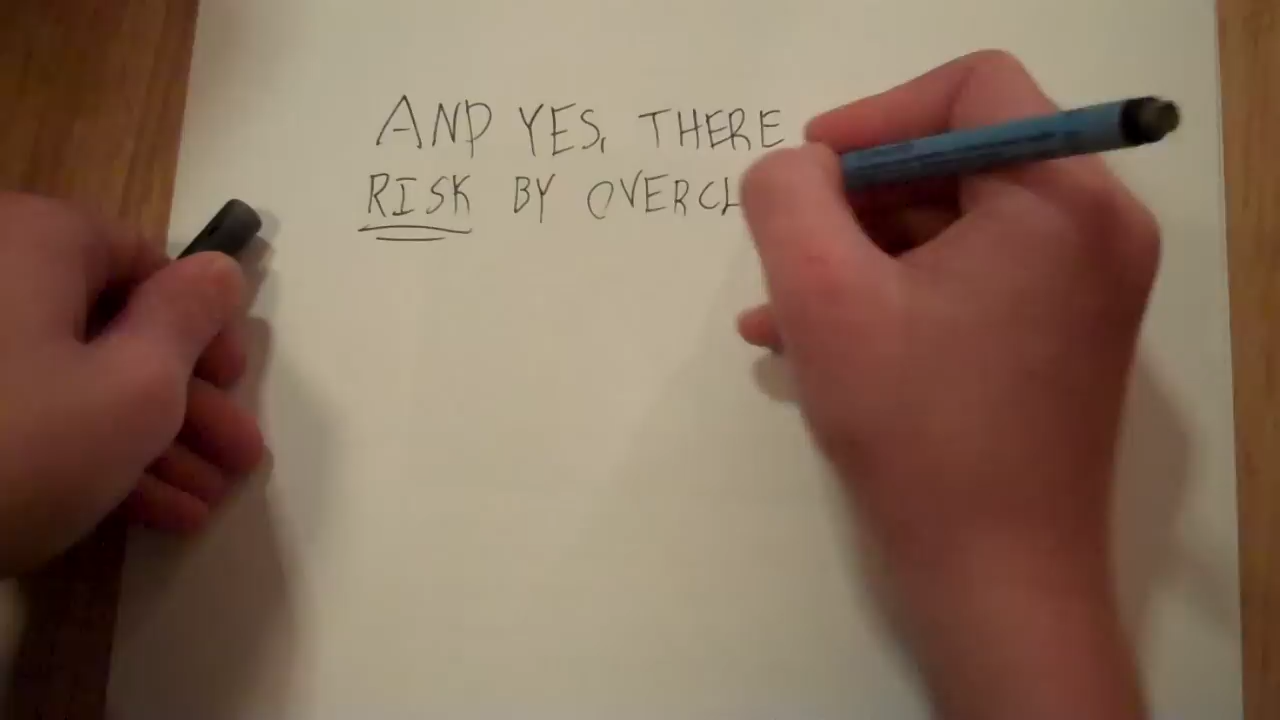 AND YES, THERE
RISK BY OVERCL